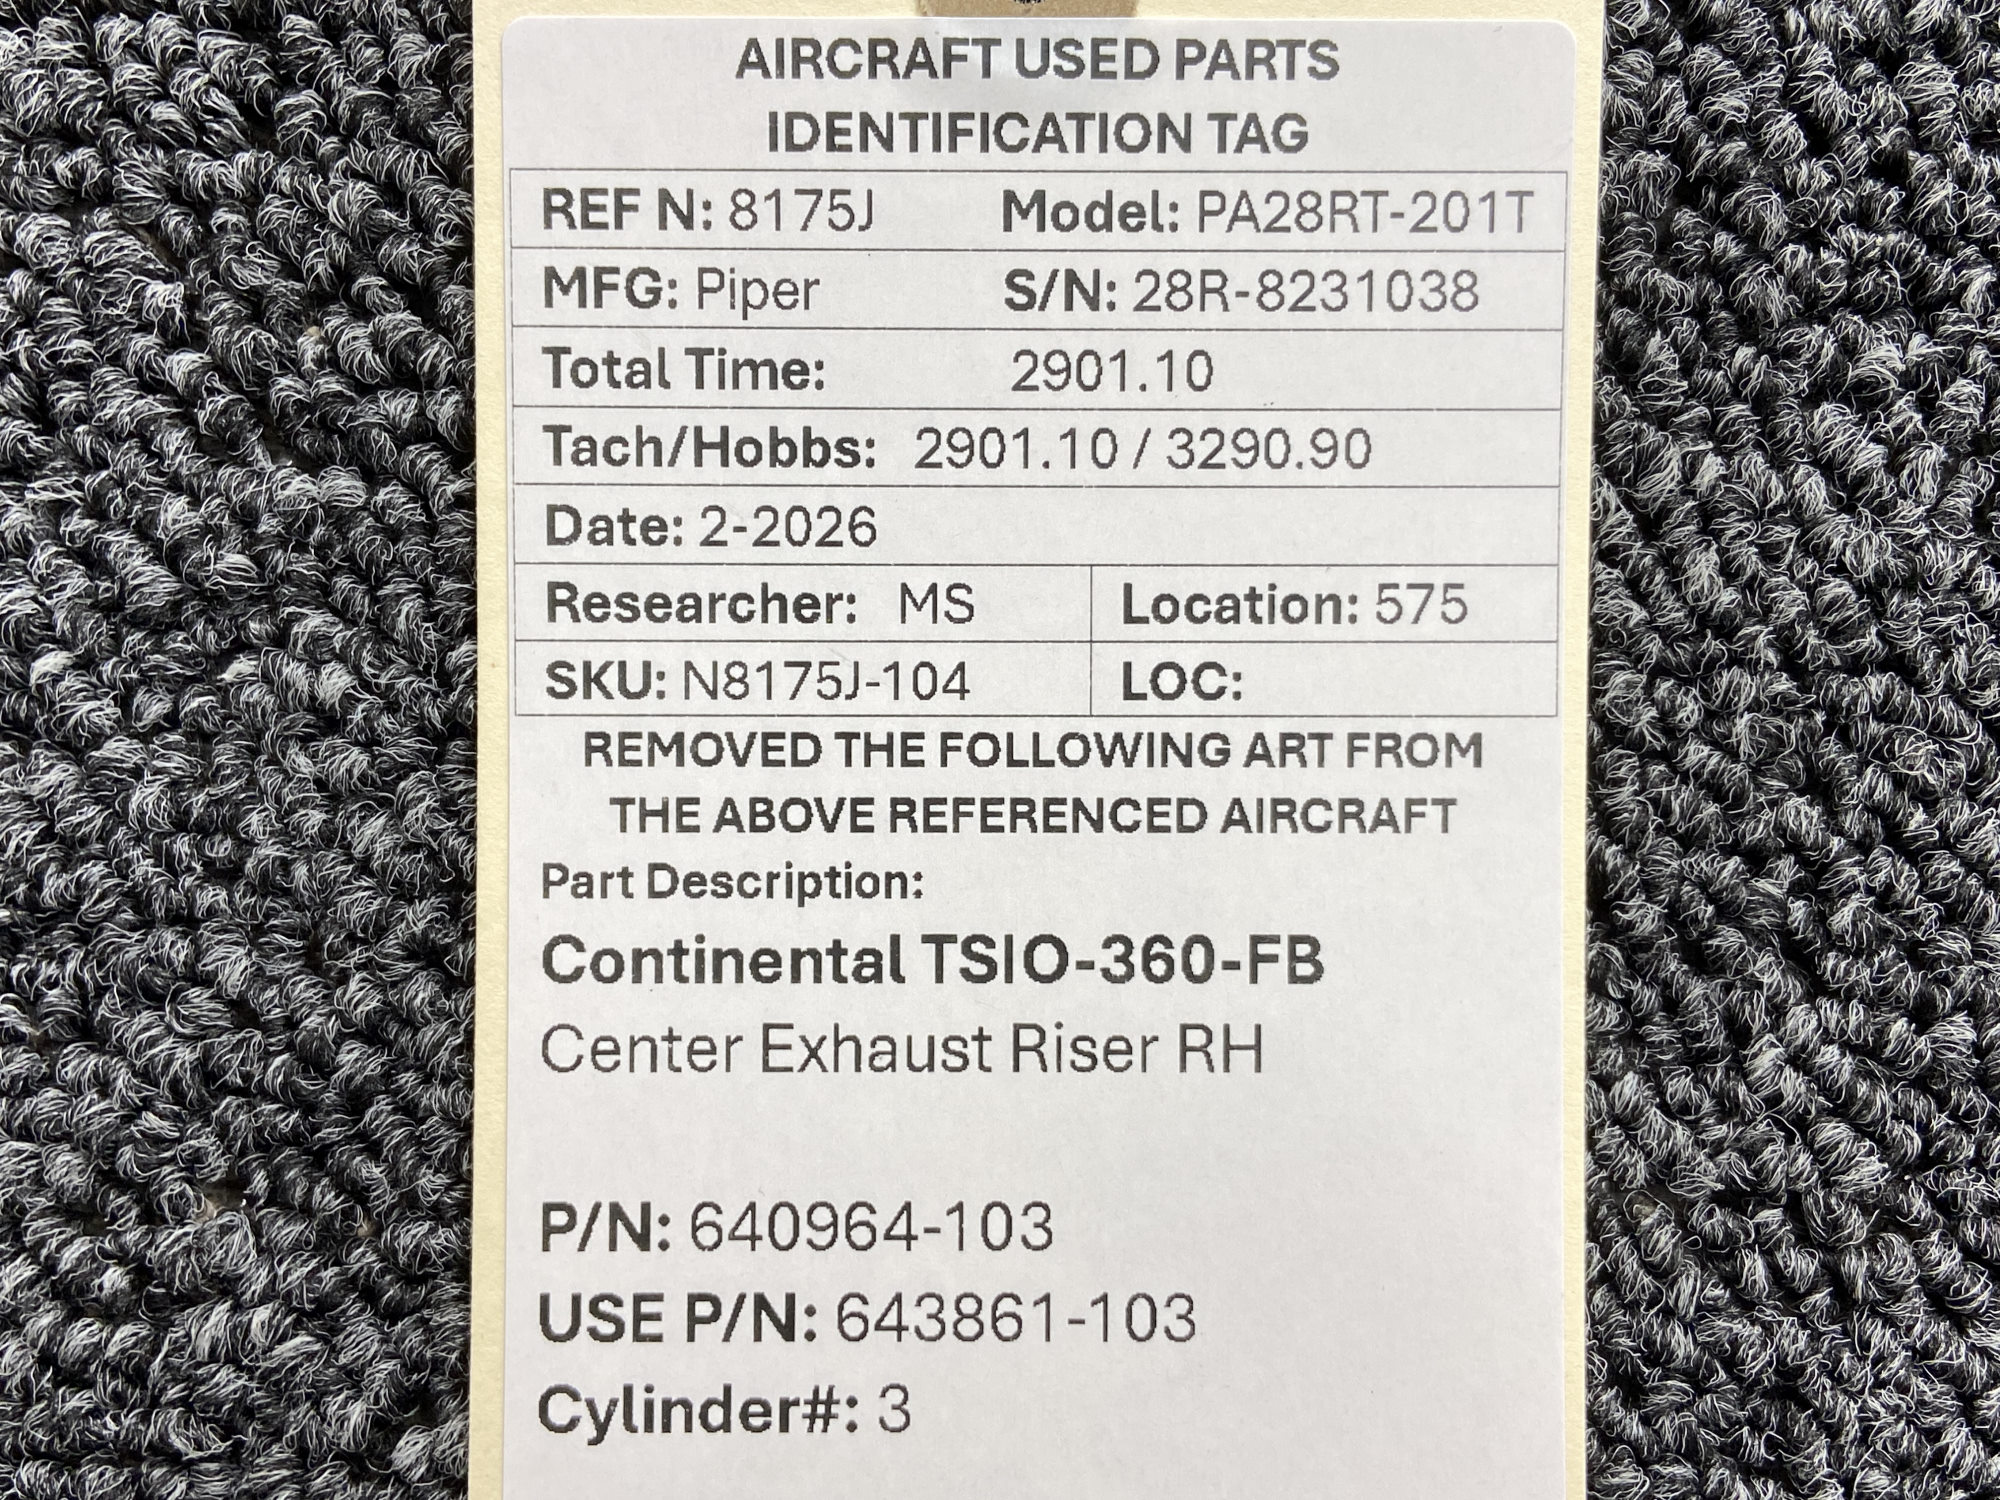 AIRCRAFT USED PARTS
IDENTIFICATION TAG
REF N: 8175J Model: PA28RT-201T
MFG: Piper S/N: 28R-8231038
Total Time: 2901.10
Tach/Hobbs: 2901.10 / 3290.90
Date: 2-2026
Researcher: MS Location: 575
SKU: N8175J-104 LOC:
REMOVED THE FOLLOWING ART FROM
THE ABOVE REFERENCED AIRCRAFT
Part Description:
Continental TSIO-360-FB
Center Exhaust Riser RH
P/N: 640964-103
USE P/N: 643861-103
Cylinder#: 3